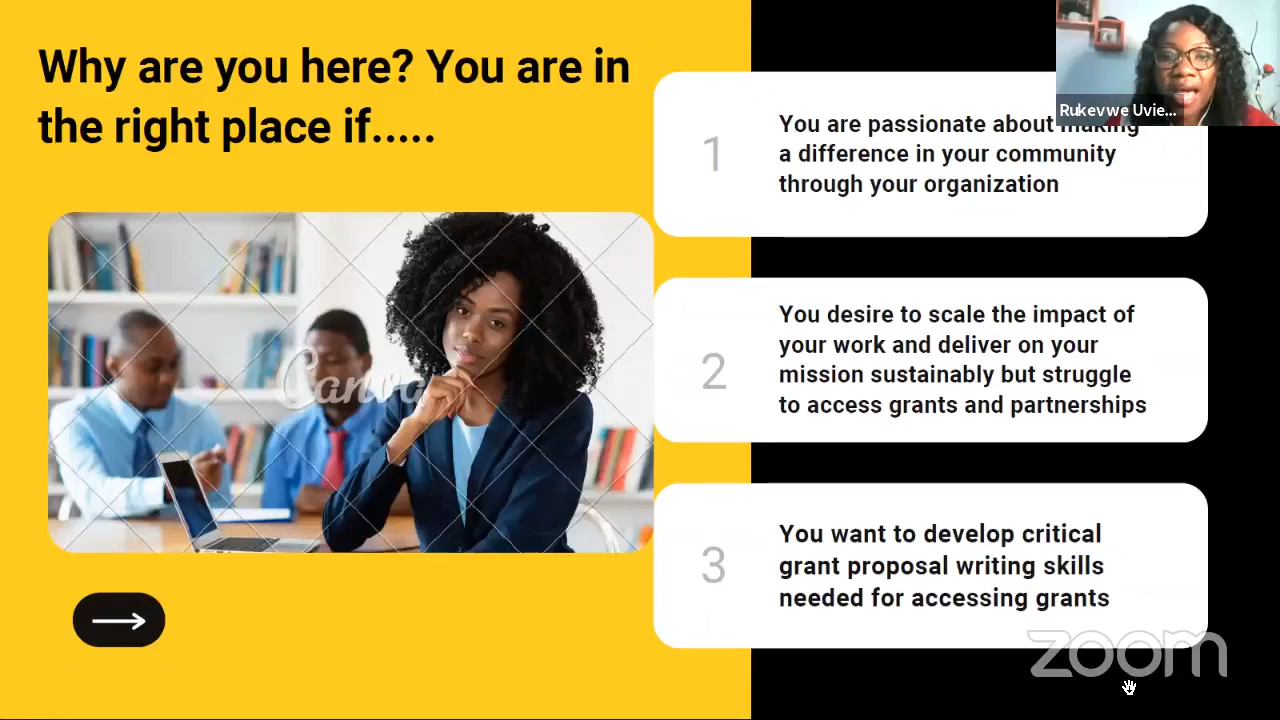 Why are you here? You are in
the right place if.....
Rukevwe Uvie...
1
You are passionate about making
a difference in your community
through your organization
2
You desire to scale the impact of
your work and deliver on your
mission sustainably but struggle
to access grants and partnerships
3
You want to develop critical
grant proposal writing skills
needed for accessing grants
Canva
zoom